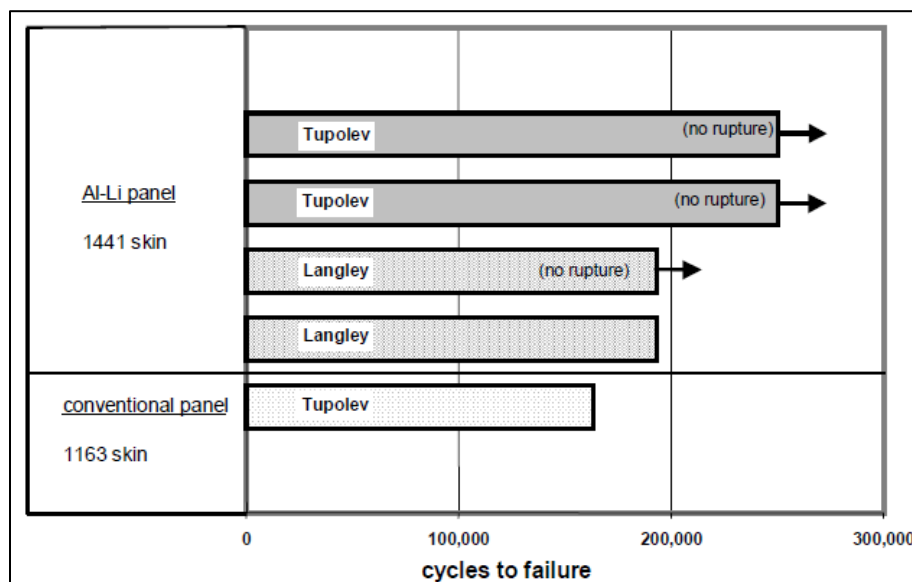 Tupolev
(no rupture)
Al-Li panel
Tupolev
(no rupture)
1441 skin
Langley
(no rupture)
Langley
conventional panel
Tupolev
1163 skin
0
100,000
200,000
300,000
cycles to failure